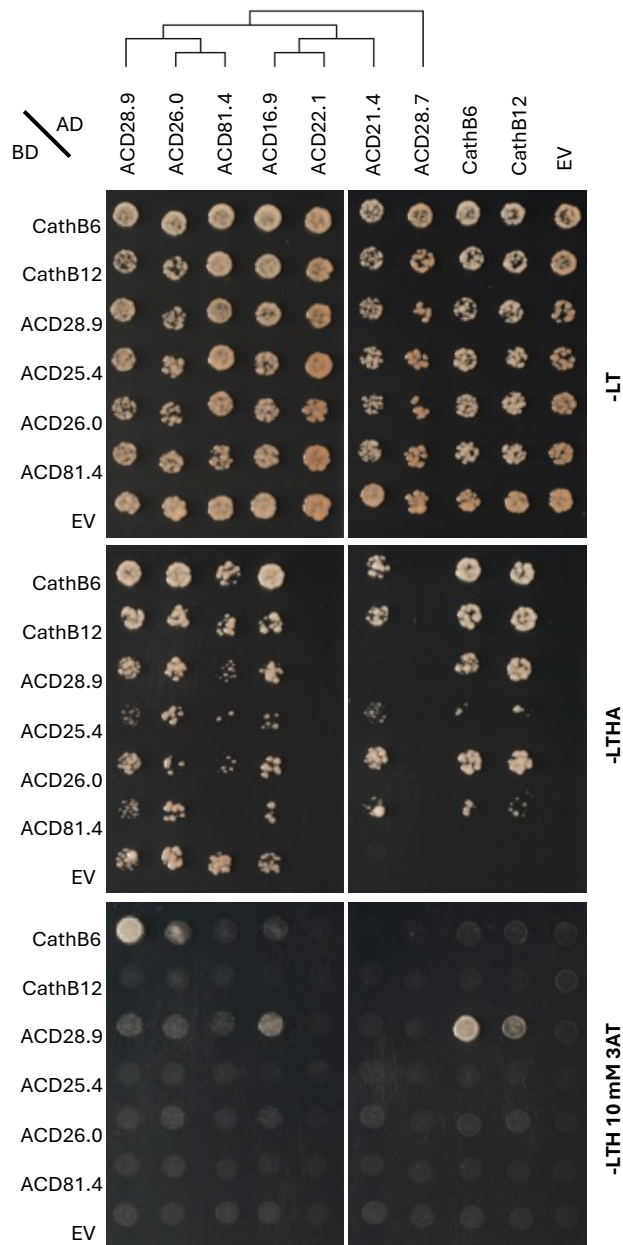 AD
BD
ACD28.9
ACD26.0
ACD81.4
ACD16.9
ACD22.1
ACD21.4
ACD28.7
CathB6
CathB12
EV
CathB6
CathB12
ACD28.9
ACD25.4
ACD26.0
ACD81.4
EV
-LT
CathB6
CathB12
ACD28.9
ACD25.4
ACD26.0
ACD81.4
EV
-LTHA
CathB6
CathB12
ACD28.9
ACD25.4
ACD26.0
ACD81.4
EV
-LTH 10 mM 3AT